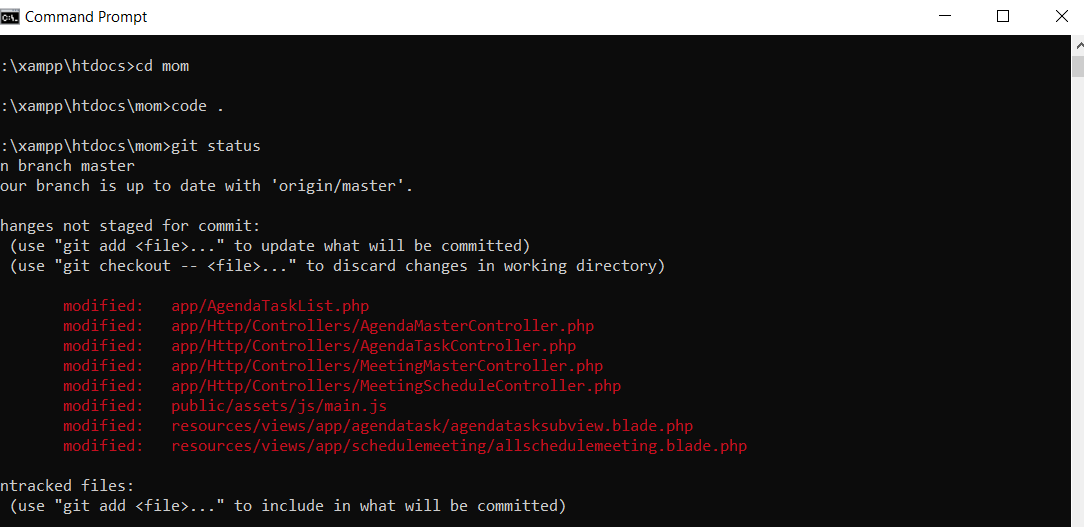 Command Prompt
:\xampp\htdocs>cd mom
:\xampp\htdocs\mom>code .
:\xampp\htdocs\mom>git status
n branch master
our branch is up to date with 'origin/master'.
hanges not staged for commit:
(use "git add <file>..." to update what will be committed)
(use "git checkout -- <file>..." to discard changes in working directory)
modified: app/AgendaTaskList.php
modified: app/Http/Controllers/AgendaMasterController.php
modified: app/Http/Controllers/AgendaTaskController.php
modified: app/Http/Controllers/MeetingMasterController.php
modified: app/Http/Controllers/MeetingScheduleController.php
modified: public/assets/js/main.js
modified: resources/views/app/agendatask/agendatasksubview.blade.php
modified: resources/views/app/schedulemeeting/allschedulemeeting.blade.php
ntracked files:
(use "git add <file>..." to include in what will be committed)